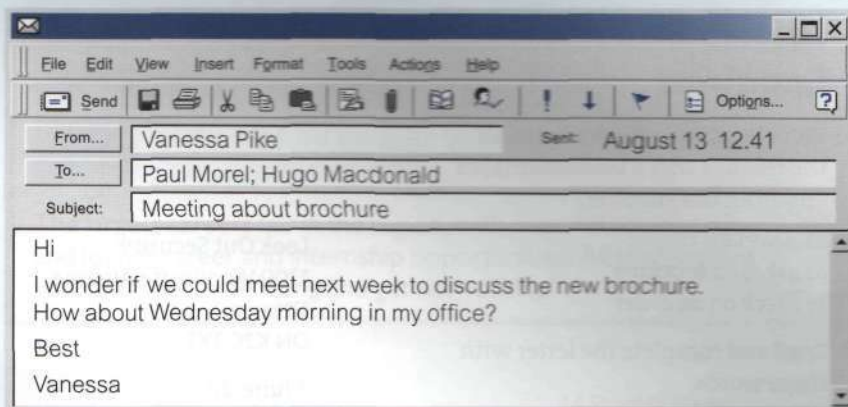 File Edit View Insert Format Tools Actions Help
Send Options...
From... Vanessa Pike Sent: August 13 12.41
To... Paul Morel; Hugo Macdonald
Subject: Meeting about brochure
Hi
I wonder if we could meet next week to discuss the new brochure.
How about Wednesday morning in my office?
Best
Vanessa